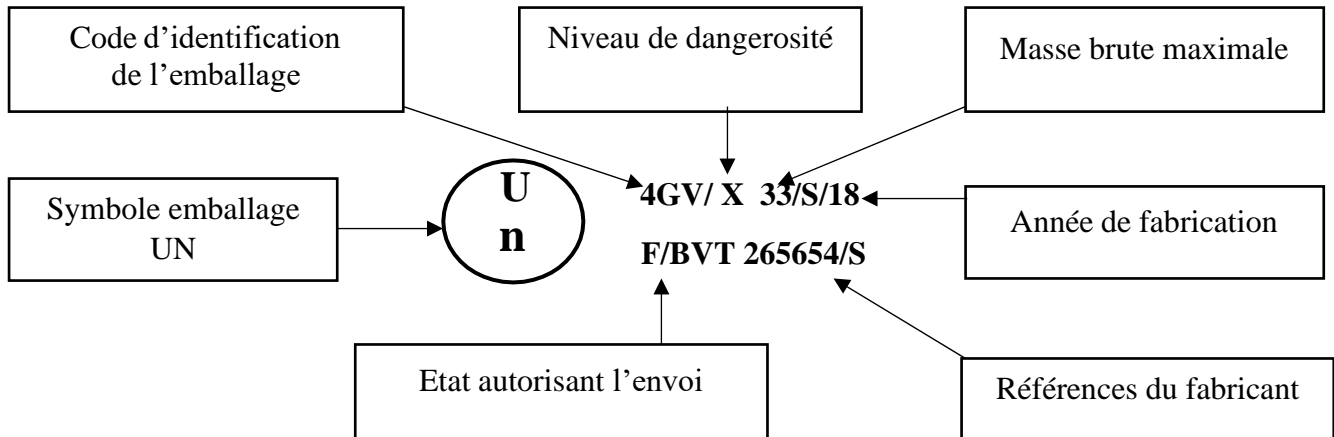 Code d’identification
de l’emballage
Niveau de dangerosité
Masse brute maximale
Symbole emballage
UN
U
n
4GV/ X 33/S/18
F/BVT 265654/S
Année de fabrication
Etat autorisant l’envoi
Références du fabricant